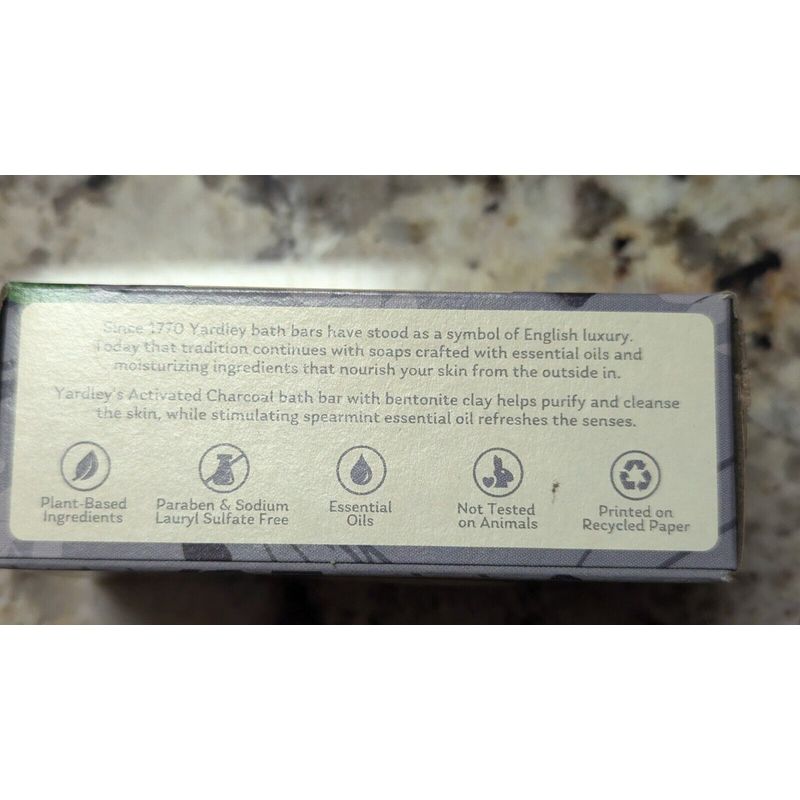 Since 1770 Yardley bath bars have stood as a symbol of English luxury.
Today that tradition continues with soaps crafted with essential oils and
moisturizing ingredients that nourish your skin from the outside in.
Yardley's Activated Charcoal bath bar with bentonite clay helps purify and cleanse
the skin, while stimulating spearmint essential oil refreshes the senses.
Plant-Based
Ingredients
Paraben & Sodium
Lauryl Sulfate Free
Essential
Oils
Not Tested
on Animals
Printed on
Recycled Paper